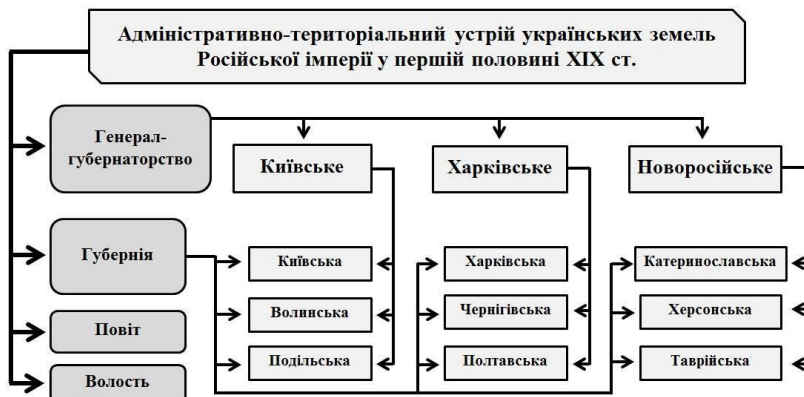 Адміністративно-територіальний устрій українських земель
Російської імперії у першій половині ХІХ ст.
Генерал-
губернаторство
Київське
Харківське
Новоросійське
Губернія
Київська
Харківська
Катеринославська
Волинська
Чернігівська
Херсонська
Повіт
Подільська
Полтавська
Таврійська
Волость